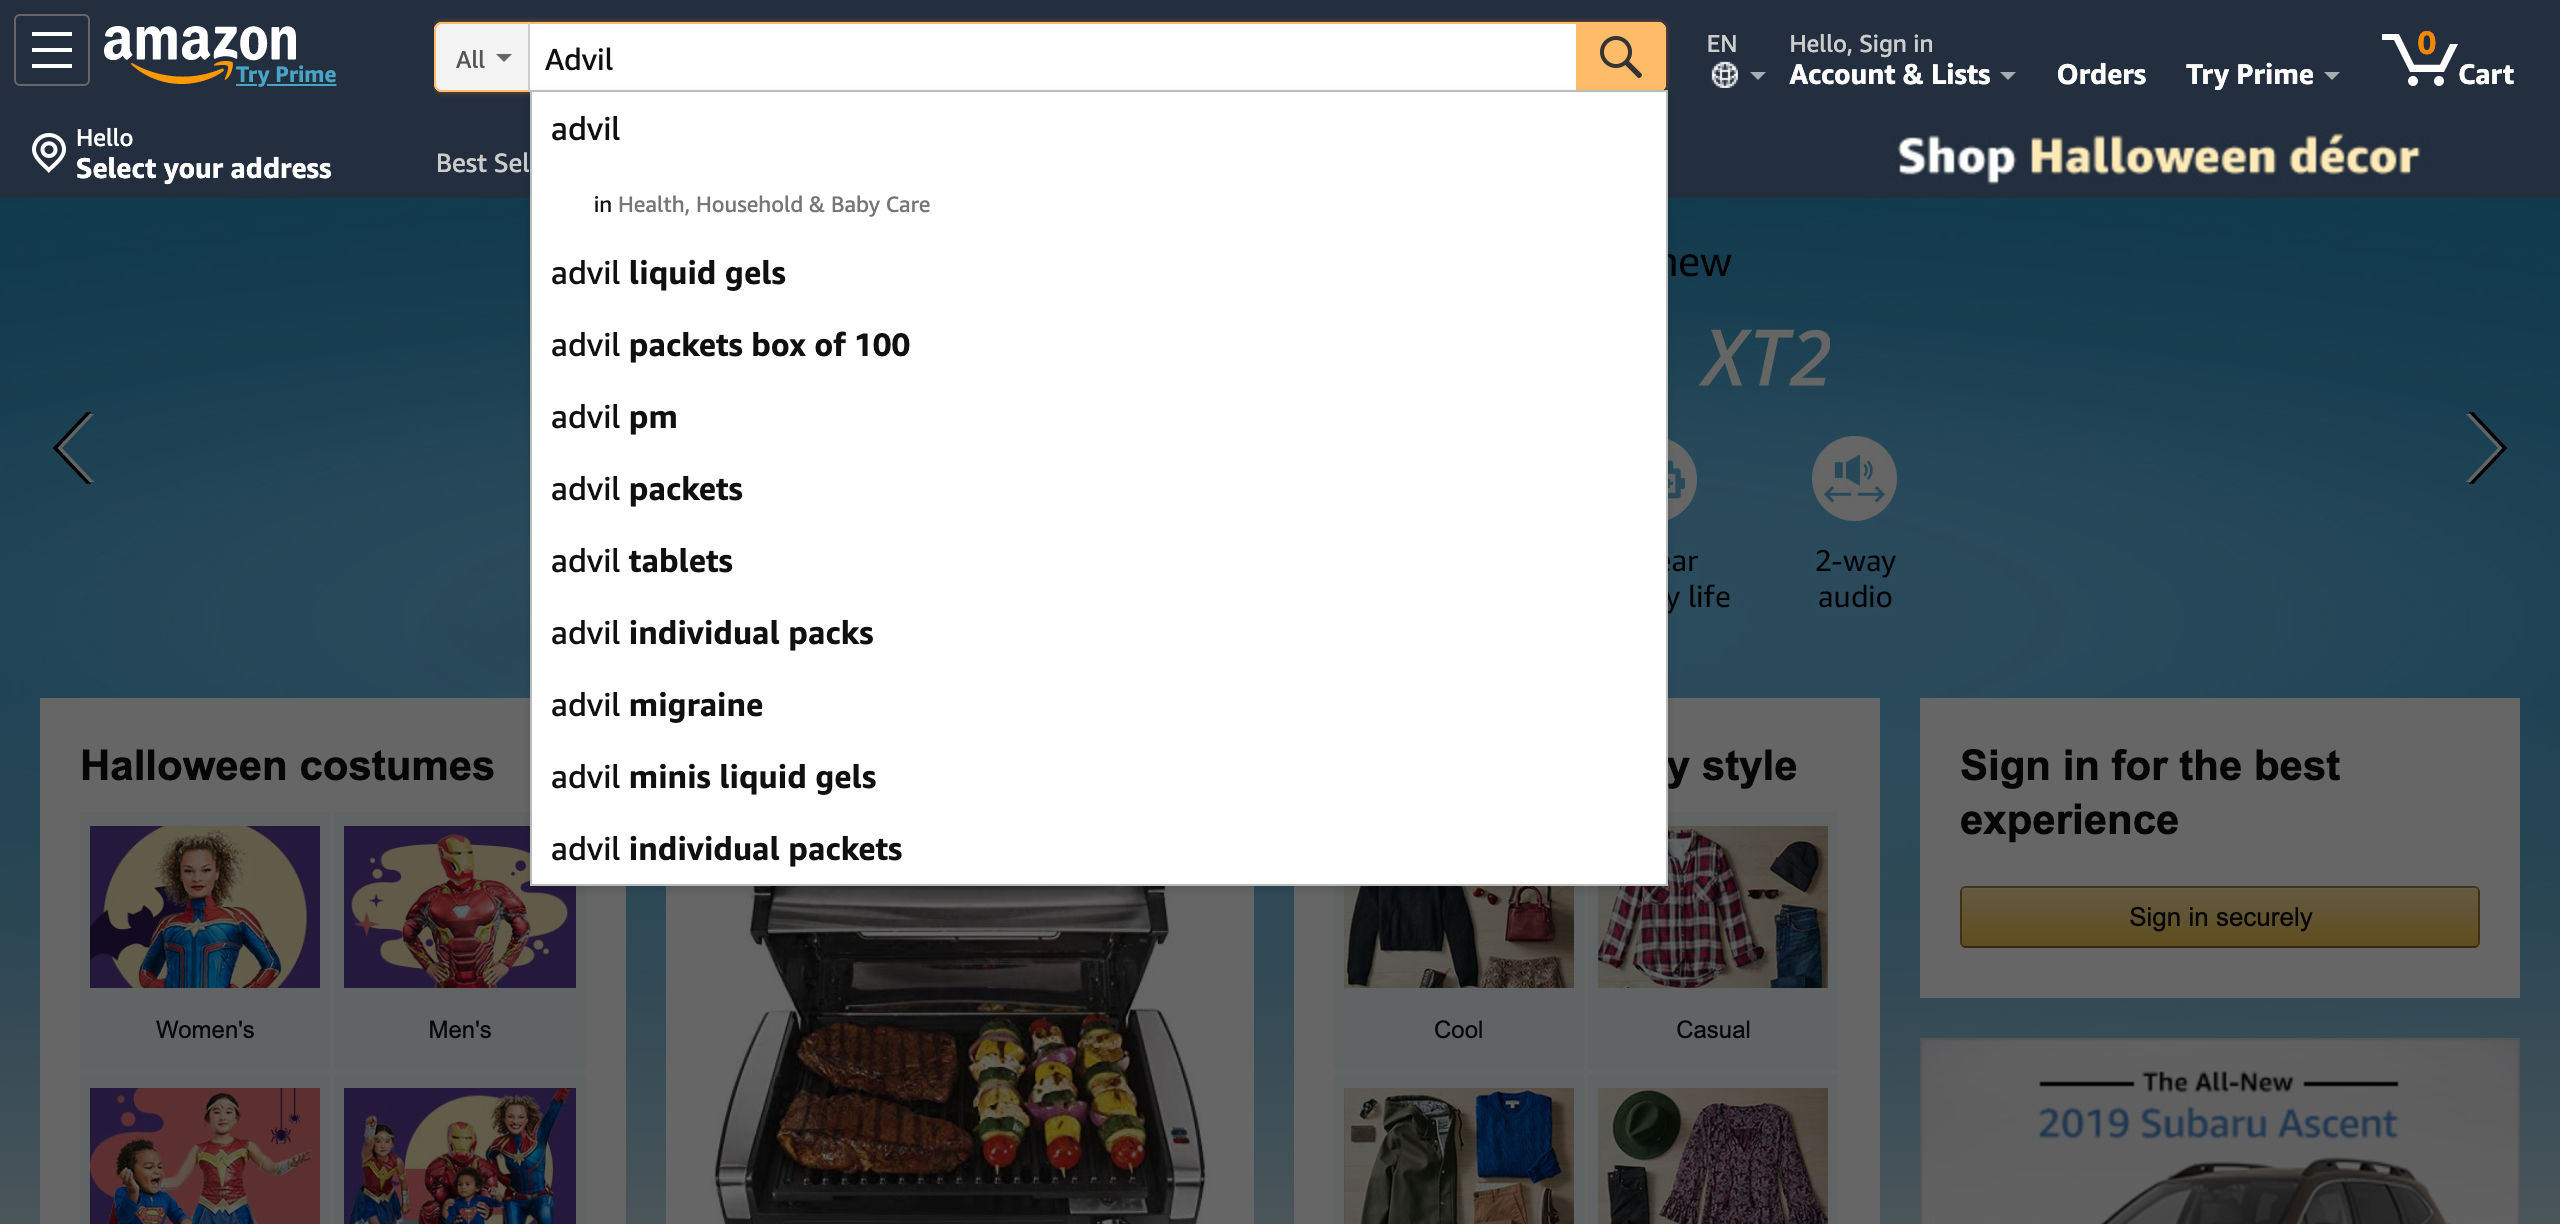 amazon
Try Prime
All
Advil
EN
Hello, Sign in
Account & Lists
Orders
Try Prime
0
Cart
Hello
Select your address
Best Sel
Shop Halloween décor
advil
in Health, Household & Baby Care
advil liquid gels
advil packets box of 100
advil pm
advil packets
advil tablets
advil individual packs
advil migraine
advil minis liquid gels
advil individual packets
new
XT2
ear
y life
2-way
audio
Halloween costumes
Women's
Men's
y style
Cool
Casual
Sign in for the best
experience
Sign in securely
The All-New
2019 Subaru Ascent